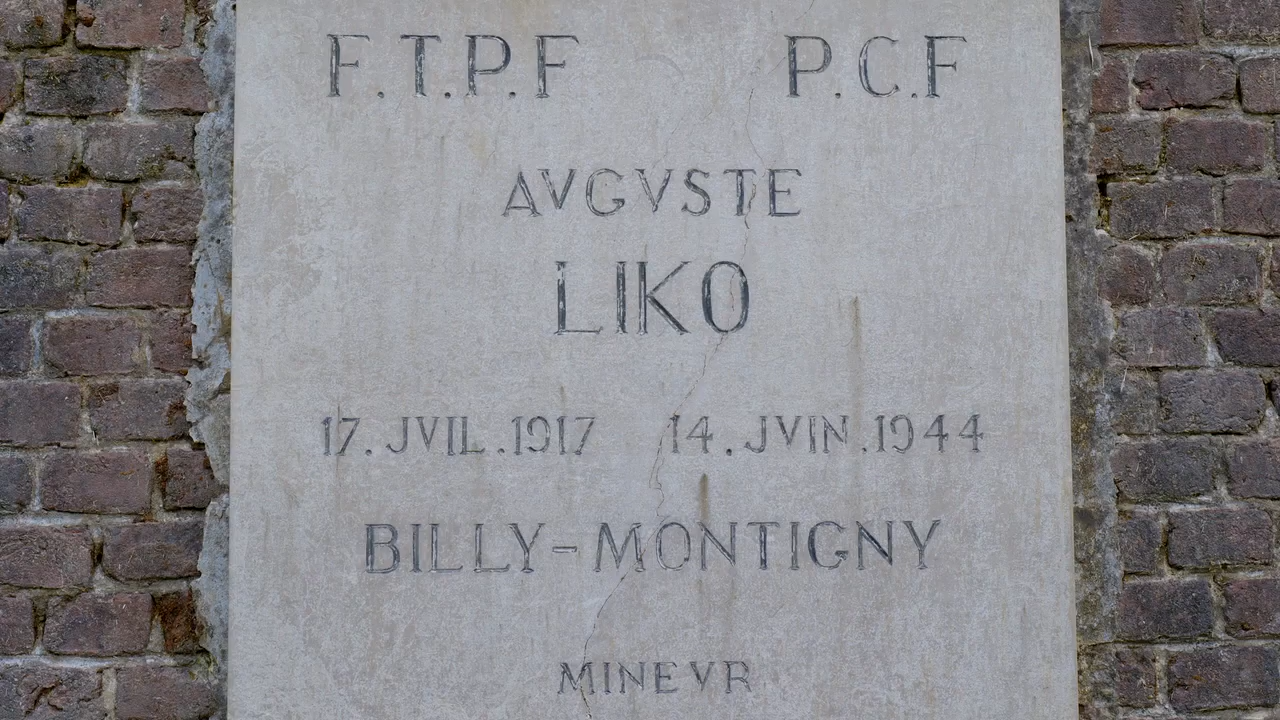 F.T.P.F P.C.F
AVGVSTE
LIKO
17.JVIL.1917 14.JVIN.1944
BILLY-MONTIGNY
MINEVR